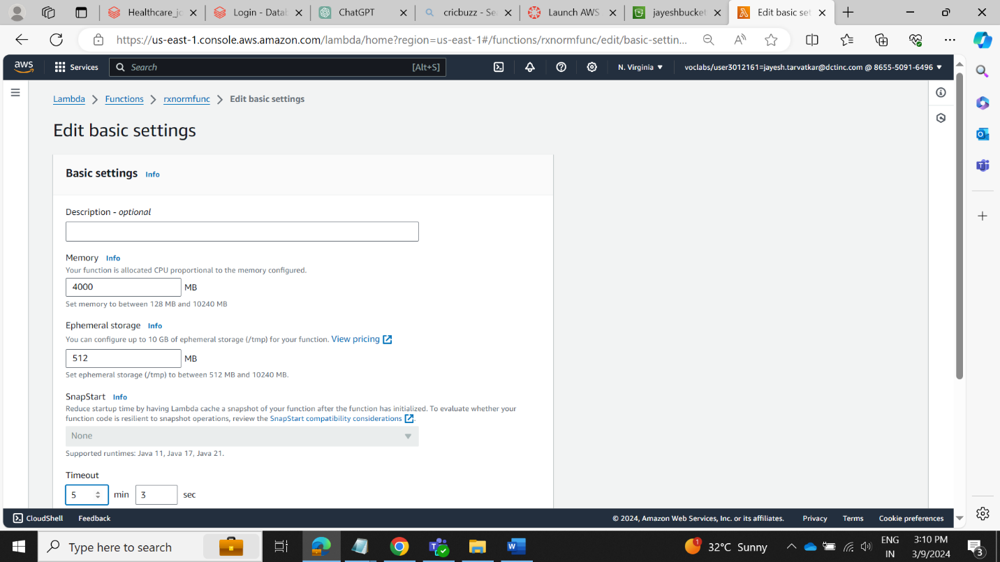 Healthcare_jo
Login - Datab
ChatGPT
cricbuzz - Sea
Launch AWS
jayeshbucket
Edit basic set
https://us-east-1.console.aws.amazon.com/lambda/home?region=us-east-1#/functions/rxnormfunc/edit/basic-settin...
aws
Services
Search
[Alt+S]
N. Virginia
voclabs/user3012161=jayesh.tarvatkar@dctinc.com @ 8655-5091-6496
Lambda > Functions > rxnormfunc > Edit basic settings
Edit basic settings
Basic settings Info
Description - optional
Memory Info
Your function is allocated CPU proportional to the memory configured.
4000 MB
Set memory to between 128 MB and 10240 MB
Ephemeral storage Info
You can configure up to 10 GB of ephemeral storage (/tmp) for your function. View pricing
512 MB
Set ephemeral storage (/tmp) to between 512 MB and 10240 MB.
SnapStart Info
Reduce startup time by having Lambda cache a snapshot of your function after the function has initialized. To evaluate whether your
function code is resilient to snapshot operations, review the SnapStart compatibility considerations.
None
Supported runtimes: Java 11, Java 17, Java 21.
Timeout
5 min 3 sec
CloudShell Feedback
© 2024, Amazon Web Services, Inc. or its affiliates. Privacy Terms Cookie preferences
Type here to search
1
32°C Sunny
ENG
IN
3:10 PM
3/9/2024
3